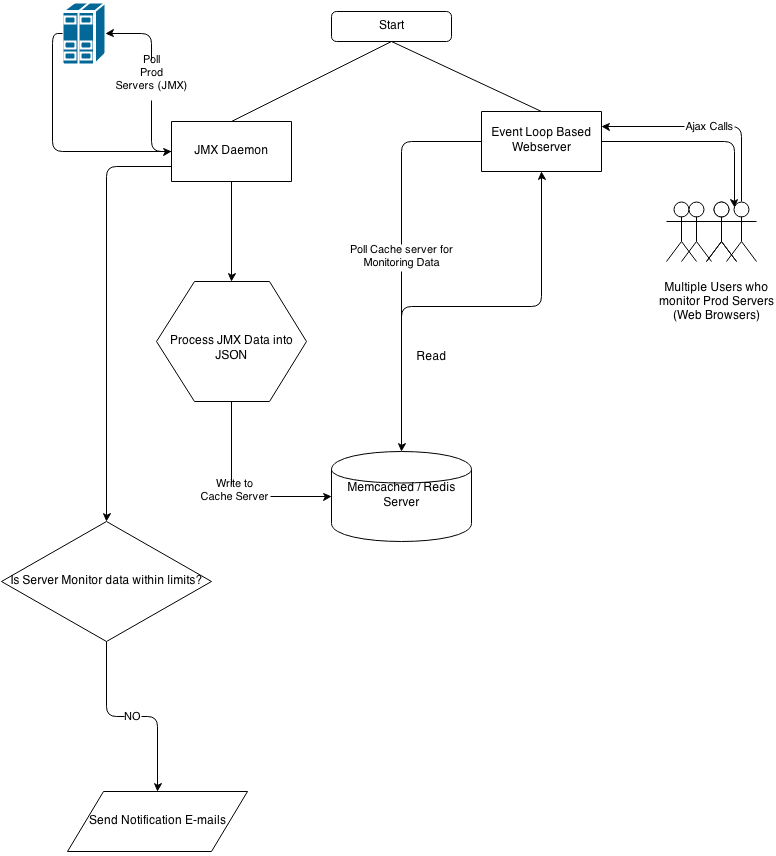 Start
Poll
Prod
Servers (JMX)
JMX Daemon
Event Loop Based
Webserver
Ajax Calls
Poll Cache server for
Monitoring Data
Multiple Users who
monitor Prod Servers
(Web Browsers)
Process JMX Data into
JSON
Read
Write to
Cache Server
Memcached / Redis
Server
Is Server Monitor data within limits?
NO
Send Notification E-mails